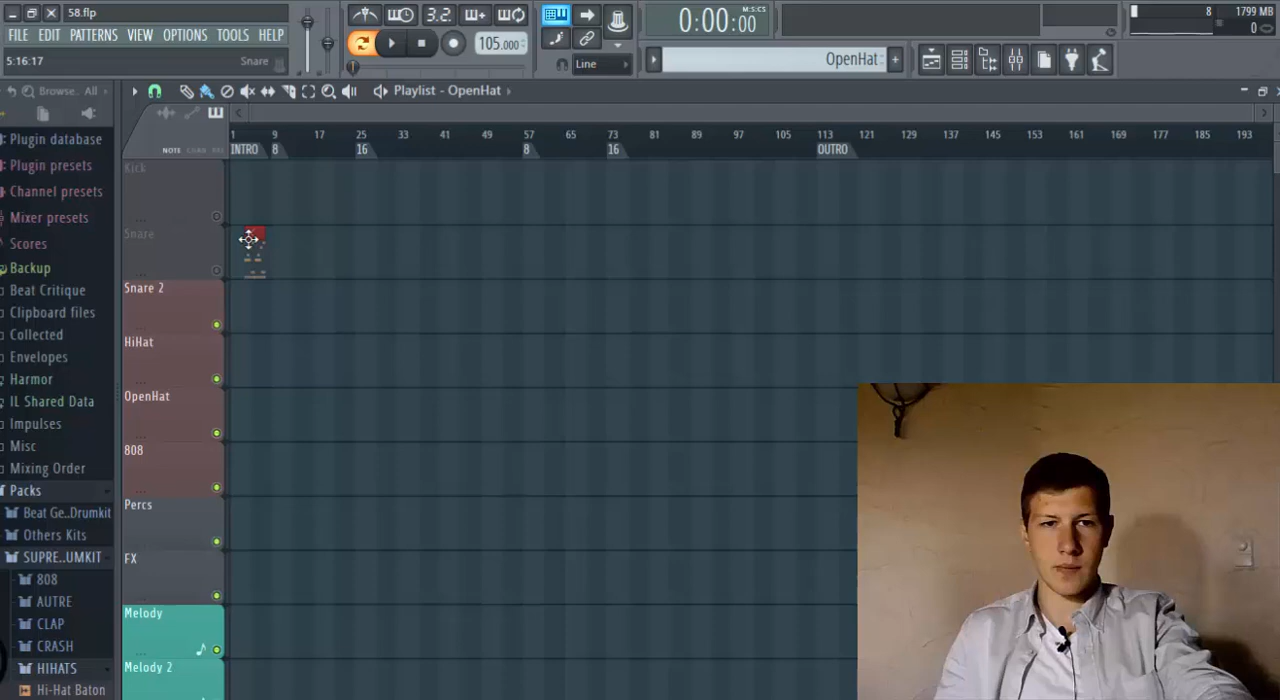 58.flp
FILE EDIT PATTERNS VIEW OPTIONS TOOLS HELP
5:16:17 Snare
3.2
105.000
0:00:00
M:S:CS
Line
OpenHat
8
1799 MB
0
Browse.. All
Playlist - OpenHat
NOTE
1 9 17 25 33 41 49 57 65 73 81 89 97 105 113 121 129 137 145 153 161 169 177 185 193
INTRO 8 16 8 16 OUTRO
Plugin database
Plugin presets
Channel presets
Mixer presets
Scores
Backup
Beat Critique
Clipboard files
Collected
Envelopes
Harmor
IL Shared Data
Impulses
Misc
Mixing Order
Packs
Beat Ge..Drumkit
Others Kits
SUPRE..UMKIT
808
AUTRE
CLAP
CRASH
HIHATS
Hi-Hat Baton
Kick
Snare
Snare 2
HiHat
OpenHat
808
Percs
FX
Melody
Melody 2